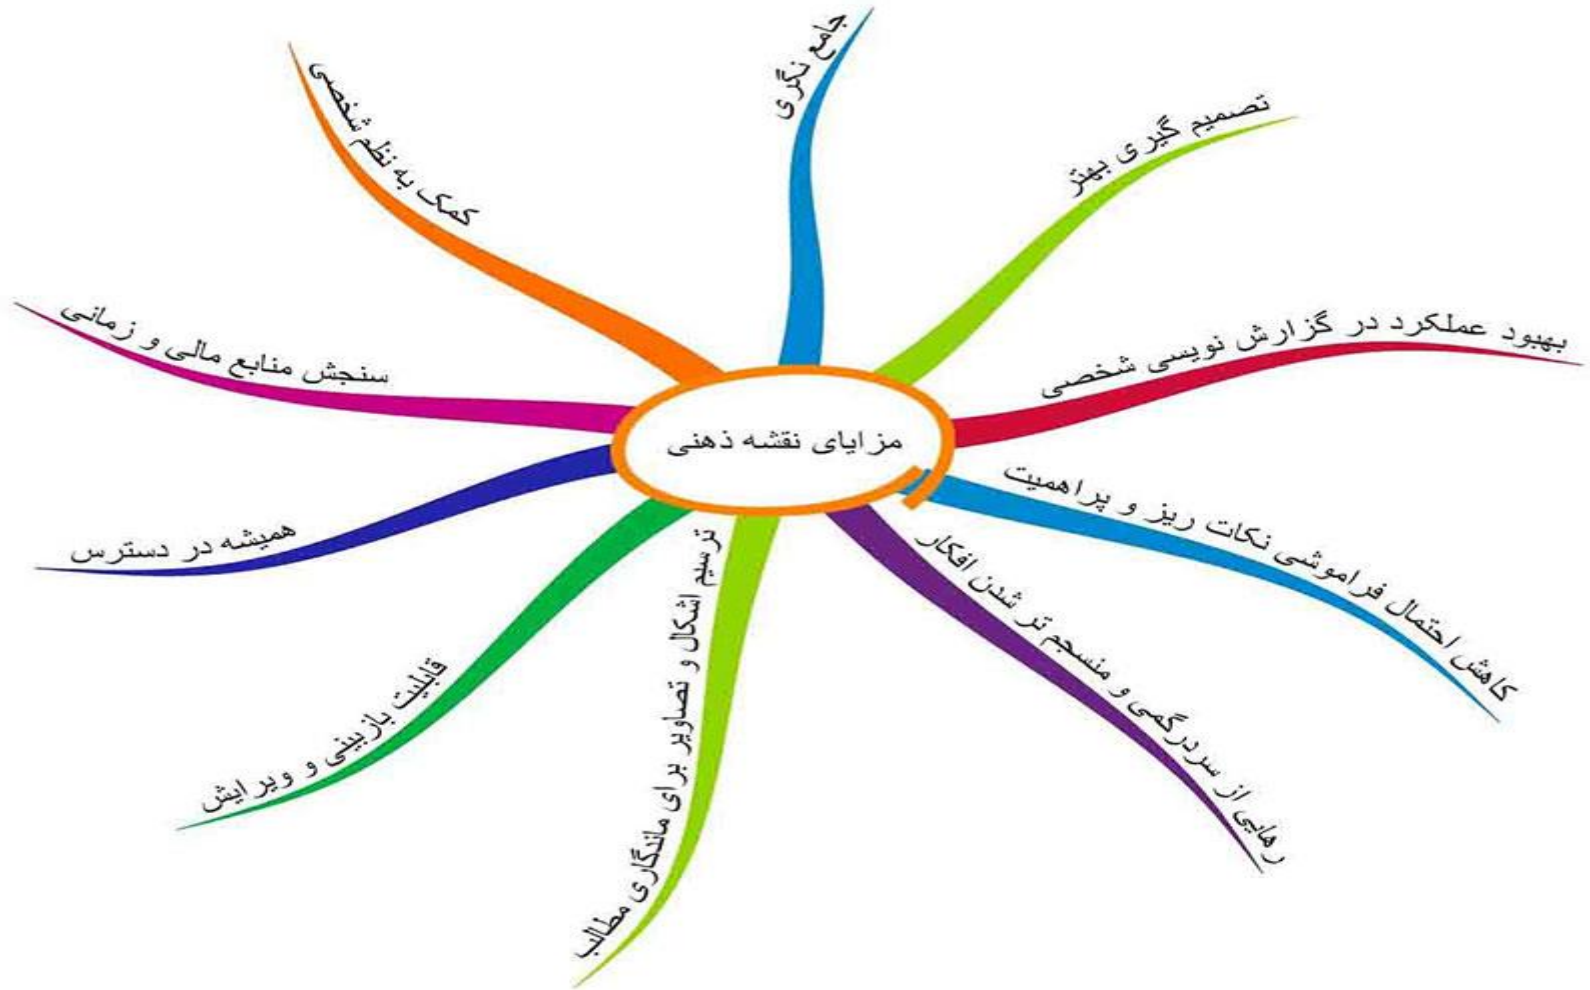 مزایای نقشه ذهنی
جامع نگری
تصمیم گیری بهتر
بهبود عملکرد در گزارش نویسی شخصی
کاهش احتمال فراموشی نکات ریز و پراهمیت
رهایی از سردرگمی و منسجم تر شدن افکار
ترسیم اشکال و تصاویر برای ماندگاری مطالب
قابلیت بازبینی و ویرایش
همیشه در دسترس
سنجش منابع مالی و زمانی
کمک به نظم شخصی